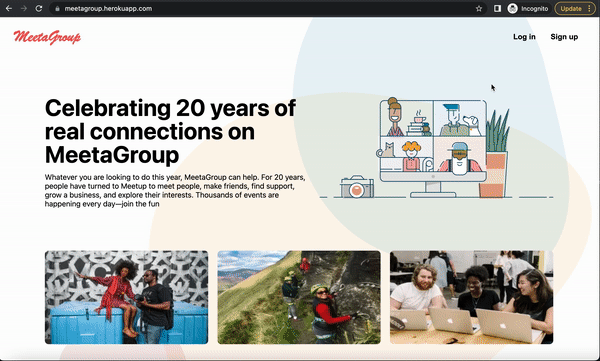 meetagroup.herokuapp.com
Incognito
Update
MeetaGroup
Log in
Sign up
Celebrating 20 years of
real connections on
MeetaGroup
Whatever you are looking to do this year, MeetaGroup can help. For 20 years,
people have turned to Meetup to meet people, make friends, find support,
grow a business, and explore their interests. Thousands of events are
happening every day—join the fun